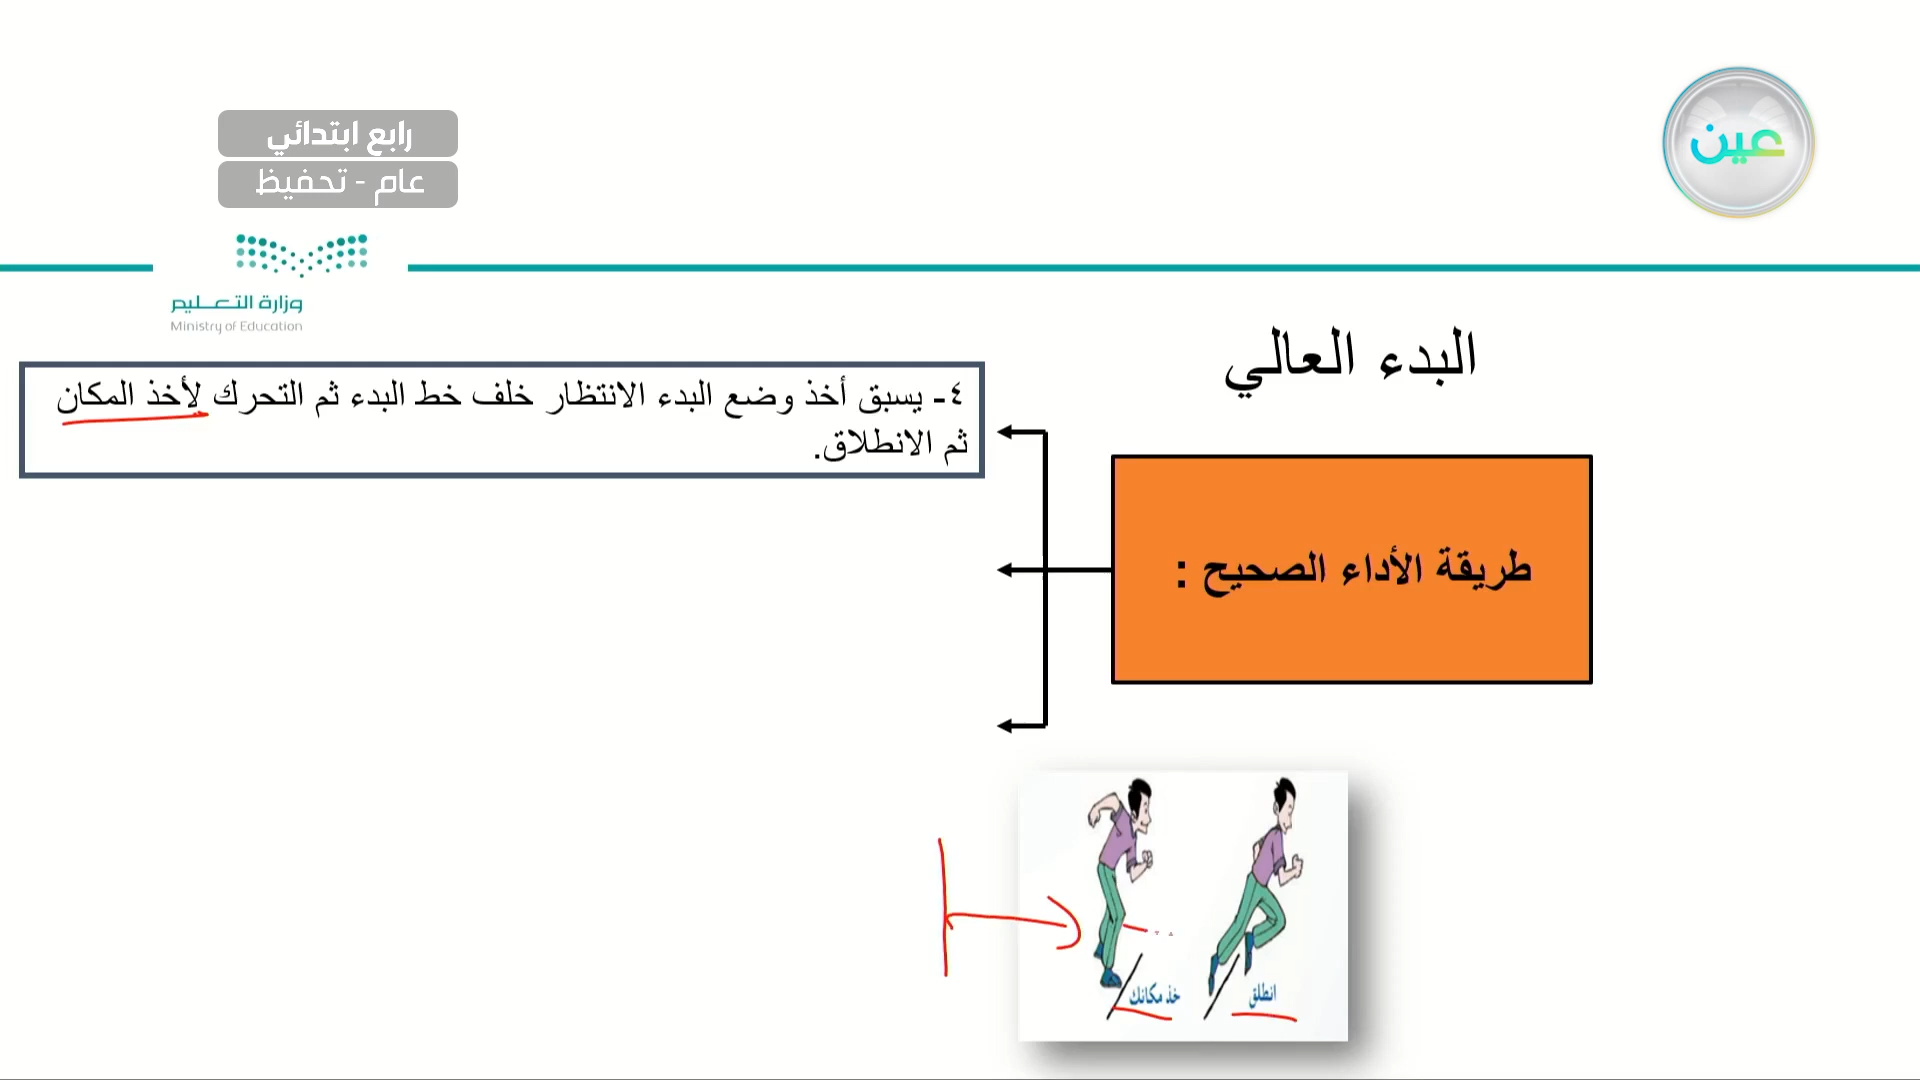 رابع ابتدائي
عام - تحفيظ
عين
وزارة التعليم
Ministry of Education
البدء العالي
٤- يسبق أخذ وضع البدء الانتظار خلف خط البدء ثم التحرك لأخذ المكان
ثم الانطلاق.
طريقة الأداء الصحيح :
انطلق
خذ مكانك